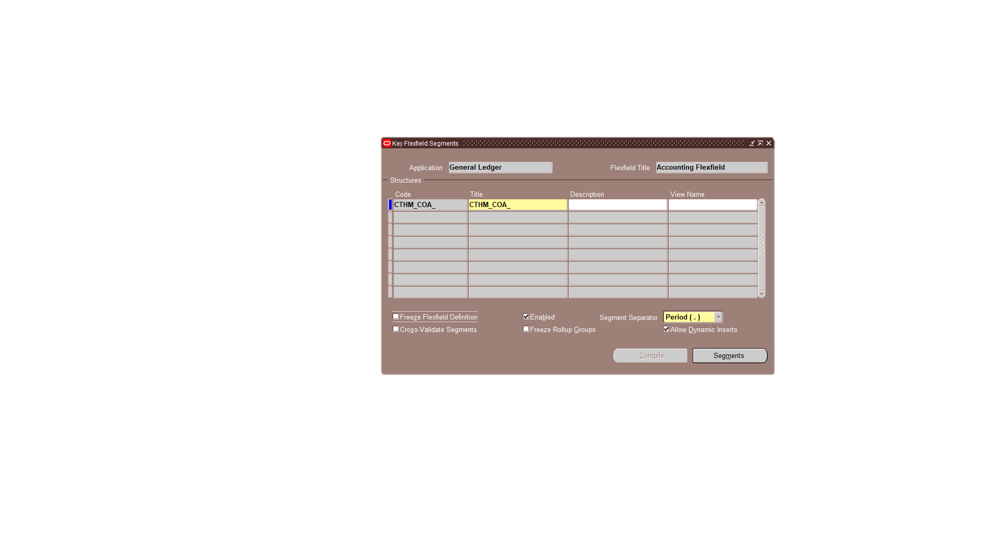 Key Flexfield Segments
Application General Ledger Flexfield Title Accounting Flexfield
Structures
Code Title Description View Name
CTHM_COA_ CTHM_COA_
Freeze Flexfield Definition Enabled Segment Separator Period ( . )
Cross-Validate Segments Freeze Rollup Groups Allow Dynamic Inserts
Compile Segments